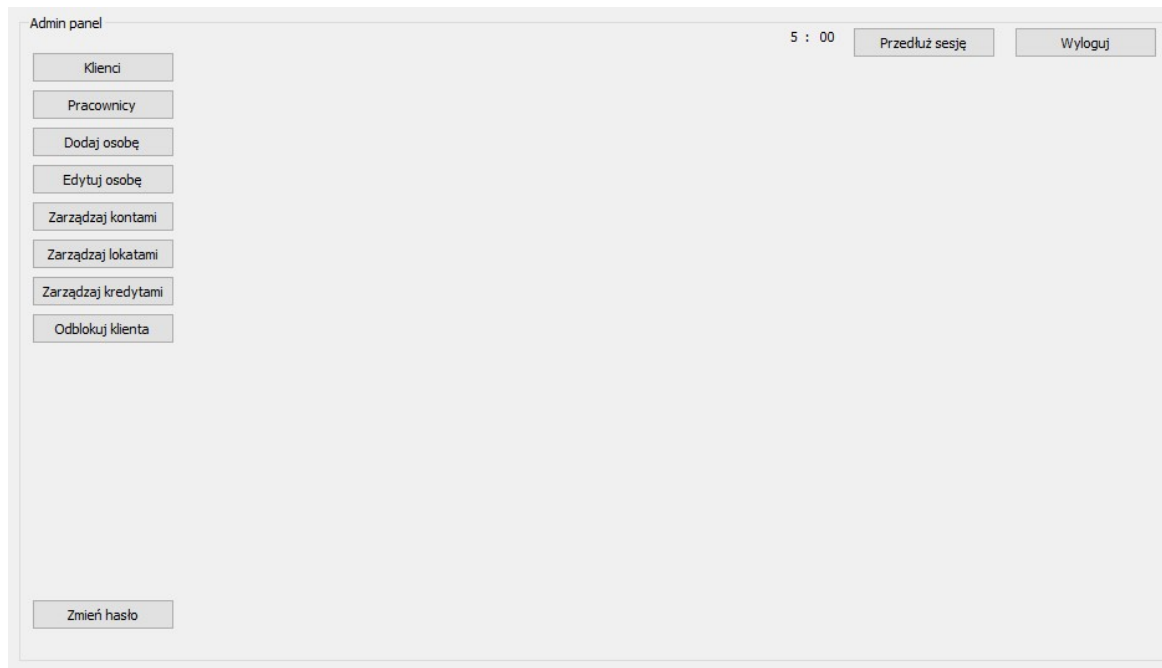 Admin panel
5 : 00
Przedłuż sesję
Wyloguj
Klienci
Pracownicy
Dodaj osobę
Edytuj osobę
Zarządzaj kontami
Zarządzaj lokatami
Zarządzaj kredytami
Odblokuj klienta
Zmień hasło